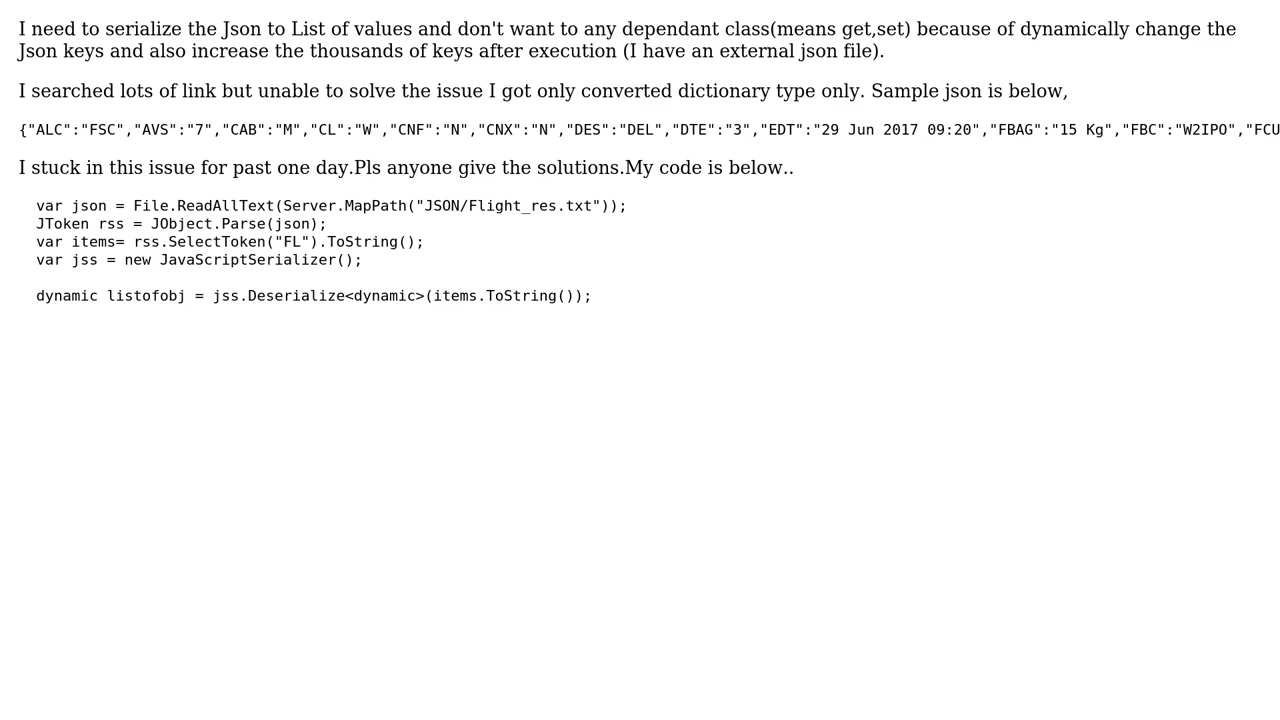 I need to serialize the Json to List of values and don't want to any dependant class(means get,set) because of dynamically change the
Json keys and also increase the thousands of keys after execution (I have an external json file).
I searched lots of link but unable to solve the issue I got only converted dictionary type only. Sample json is below,
{"ALC":"FSC","AVS":"7","CAB":"M","CL":"W","CNF":"N","CNX":"N","DES":"DEL","DTE":"3","EDT":"29 Jun 2017 09:20","FBAG":"15 Kg","FBC":"W2IPO","FCU
I stuck in this issue for past one day.Pls anyone give the solutions.My code is below..
var json = File.ReadAllText(Server.MapPath("JSON/Flight_res.txt"));
JToken rss = JObject.Parse(json);
var items= rss.SelectToken("FL").ToString();
var jss = new JavaScriptSerializer();
dynamic listofobj = jss.Deserialize<dynamic>(items.ToString());